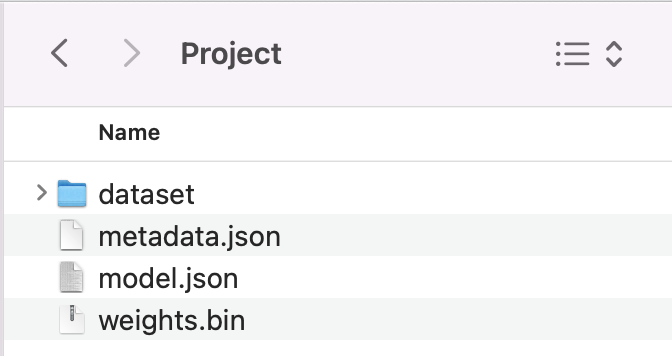 Project
Name
dataset
metadata.json
model.json
weights.bin